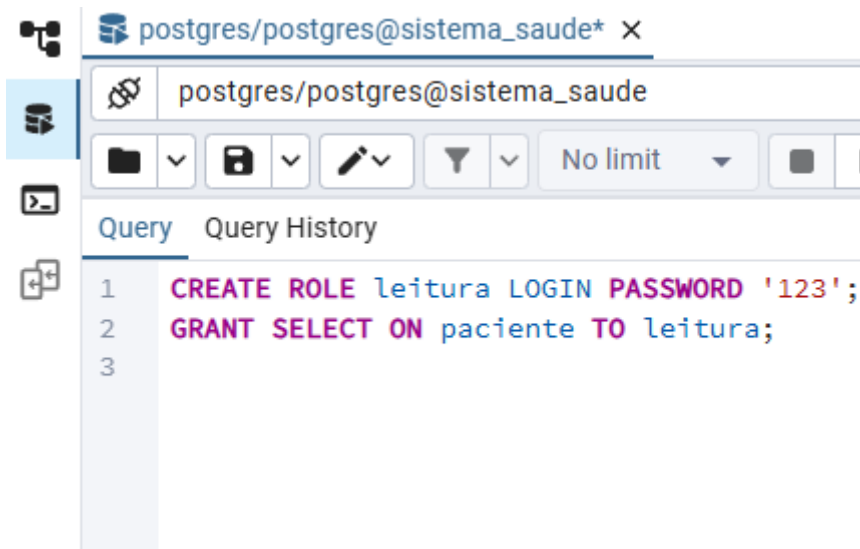 postgres/postgres@sistema_saude*
postgres/postgres@sistema_saude
No limit
Query Query History
1 CREATE ROLE leitura LOGIN PASSWORD '123';
2 GRANT SELECT ON paciente TO leitura;
3